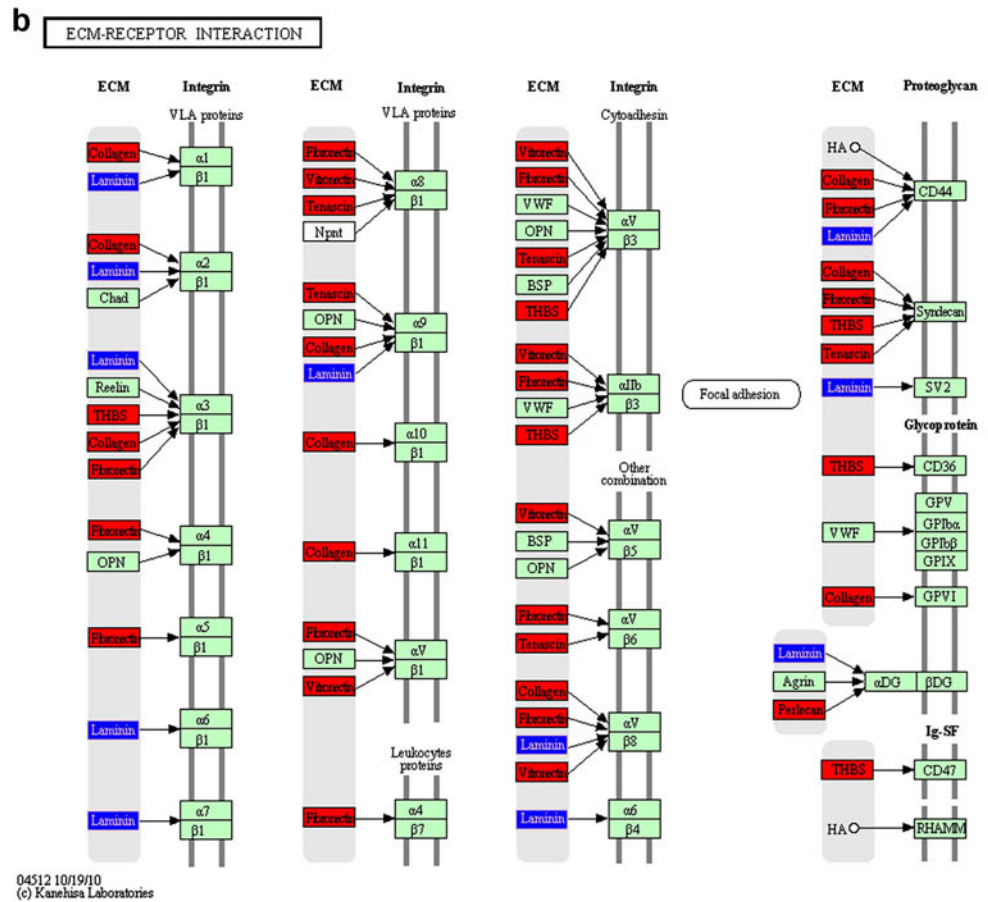 b
ECM-RECEPTOR INTERACTION
ECM
Integrin
VLA proteins
Collagen
Laminin
α1
β1
Collagen
Laminin
Chad
α2
β1
Laminin
Reelin
THBS
Collagen
Fibronectin
α3
β1
Fibronectin
OPN
α4
β1
Fibronectin
α5
β1
Laminin
α6
β1
Laminin
α7
β1
ECM
Integrin
VLA proteins
Fibronectin
Vitronectin
Tenascin
Npnt
α8
β1
Tenascin
OPN
Collagen
Laminin
α9
β1
Collagen
α10
β1
Collagen
α11
β1
Fibronectin
OPN
Vitronectin
αV
β1
Leukocytes
proteins
Fibronectin
α4
β7
ECM
Integrin
Cytoadhesin
Vitronectin
Fibronectin
VWF
OPN
Tenascin
BSP
THBS
αV
β3
Vitronectin
Fibronectin
VWF
THBS
αIIb
β3
Other
combination
Vitronectin
BSP
OPN
αV
β5
Fibronectin
Tenascin
αV
β6
Collagen
Fibronectin
Laminin
Vitronectin
αV
β8
Laminin
α6
β4
Focal adhesion
ECM
Proteoglycan
HA
Collagen
Fibronectin
Laminin
CD44
Collagen
Fibronectin
THBS
Tenascin
Syndecan
Laminin
SV2
Glycoprotein
THBS
CD36
VWF
GPV
GPIbα
GPIbβ
GPIX
Collagen
GPVI
Laminin
Agrin
Perlecan
αDG
βDG
Ig-SF
THBS
CD47
HA
RHAMM
04512 10/19/10
(c) Kanehisa Laboratories